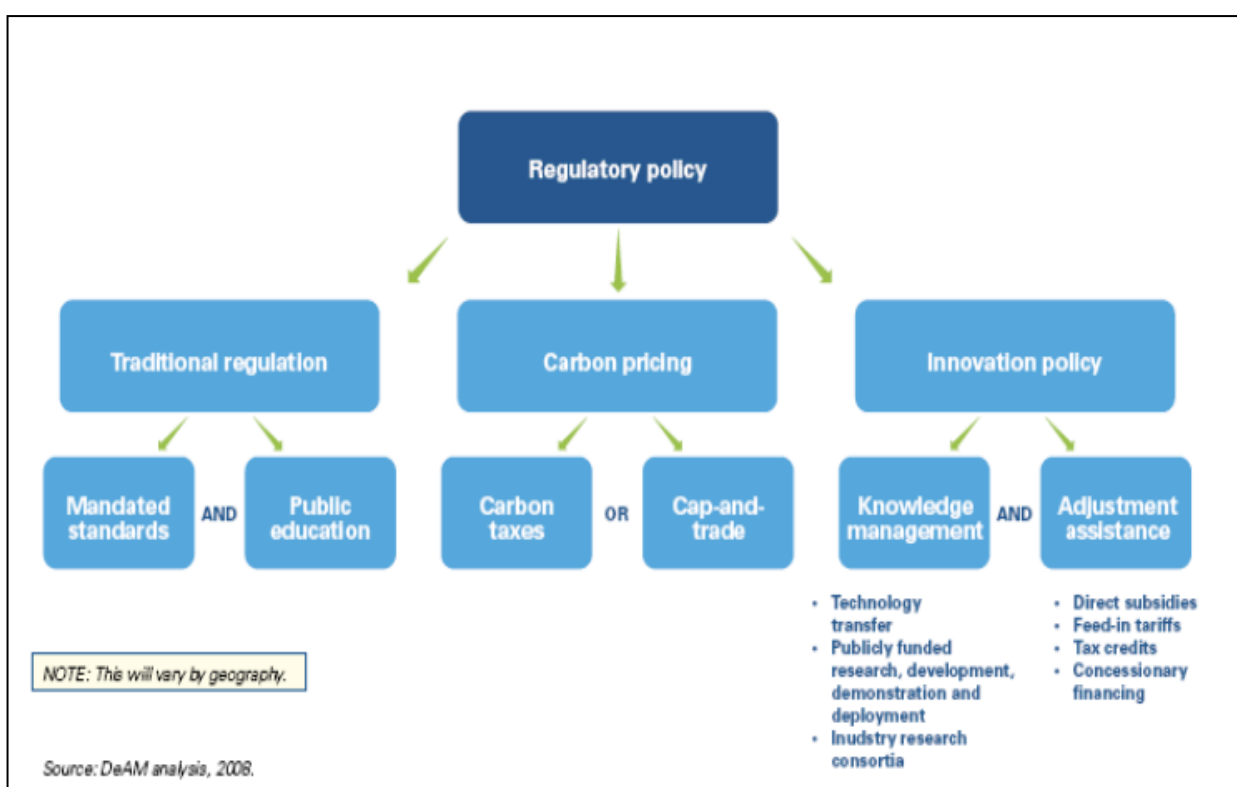 Regulatory policy
Traditional regulation
Carbon pricing
Innovation policy
Mandated
standards
AND
Public
education
Carbon
taxes
OR
Cap-and-
trade
Knowledge
management
AND
Adjustment
assistance
• Technology
transfer
• Publicly funded
research, development,
demonstration and
deployment
• Inudstry research
consortia
• Direct subsidies
• Feed-in tariffs
• Tax credits
• Concessionary
financing
NOTE: This will vary by geography.
Source: DeAM analysis, 2008.